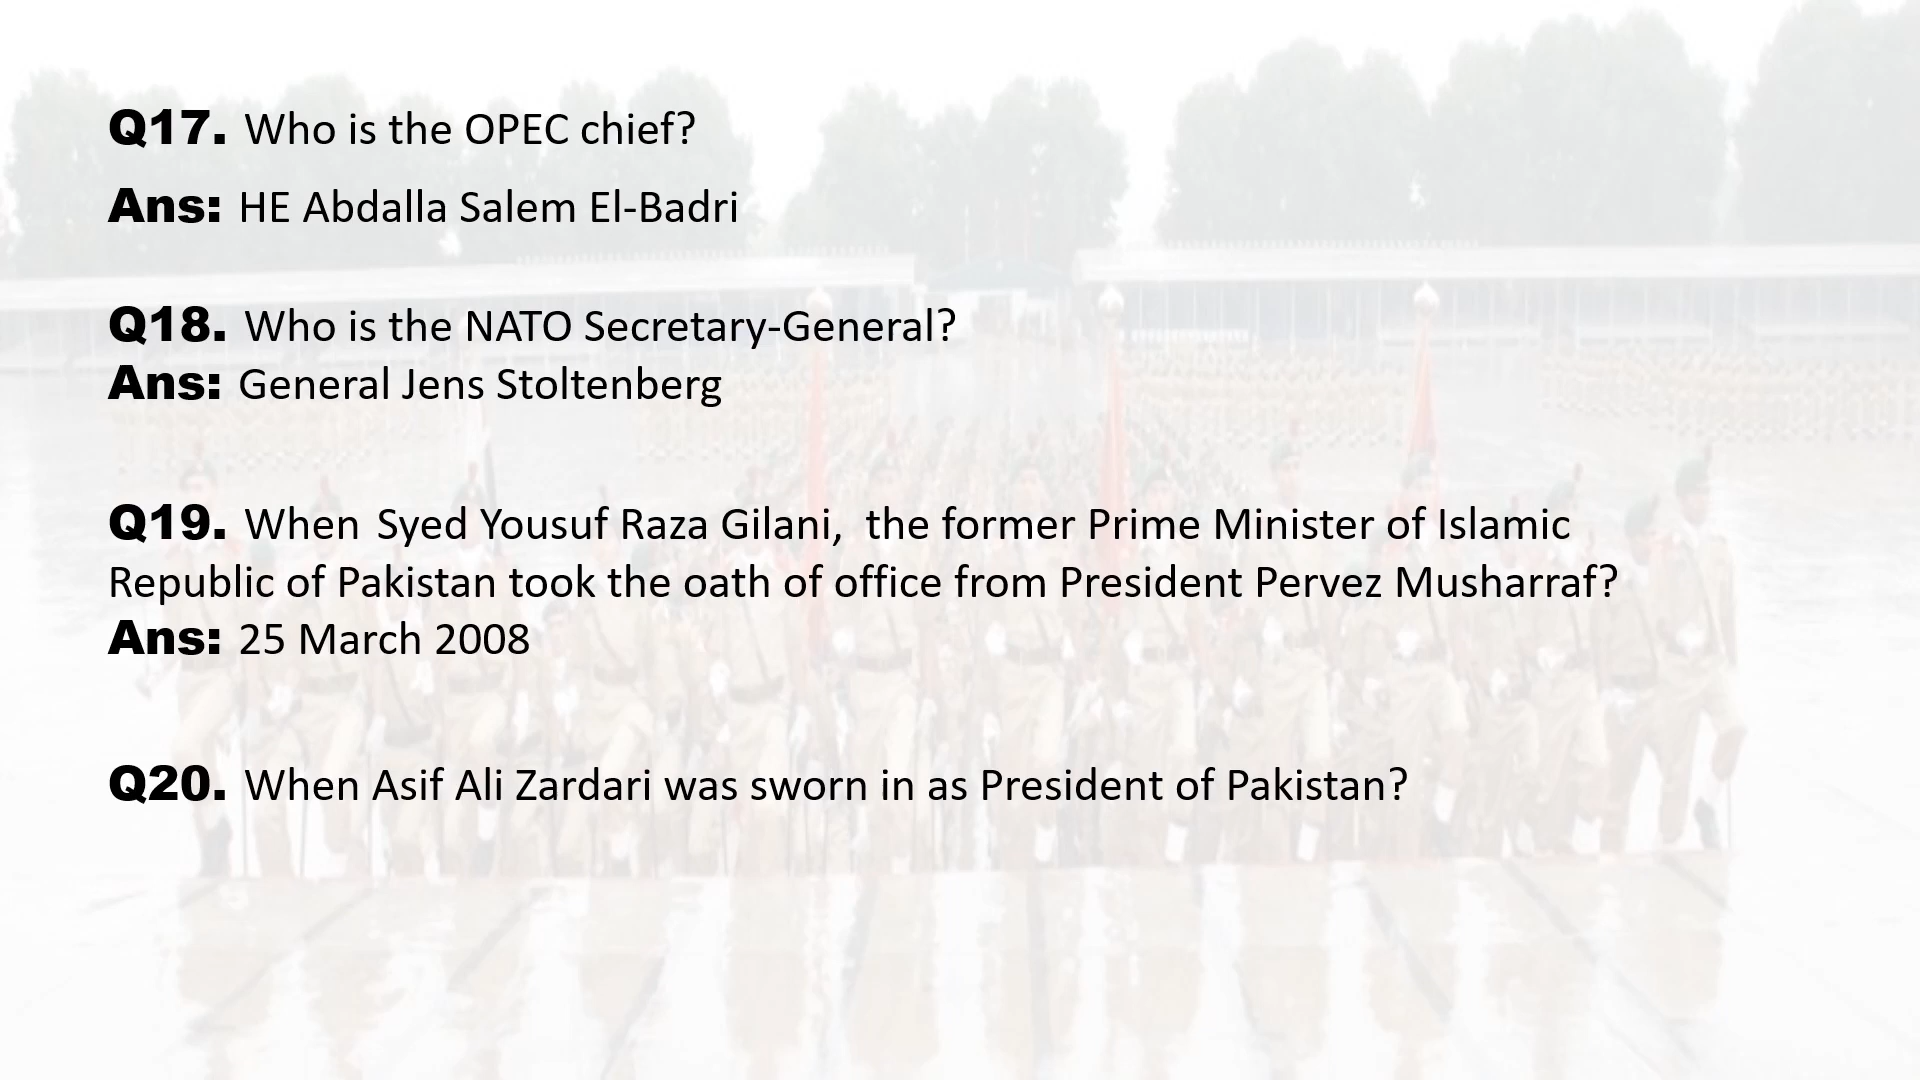 Q17. Who is the OPEC chief?
Ans: HE Abdalla Salem El-Badri
Q18. Who is the NATO Secretary-General?
Ans: General Jens Stoltenberg
Q19. When Syed Yousuf Raza Gilani, the former Prime Minister of Islamic
Republic of Pakistan took the oath of office from President Pervez Musharraf?
Ans: 25 March 2008
Q20. When Asif Ali Zardari was sworn in as President of Pakistan?